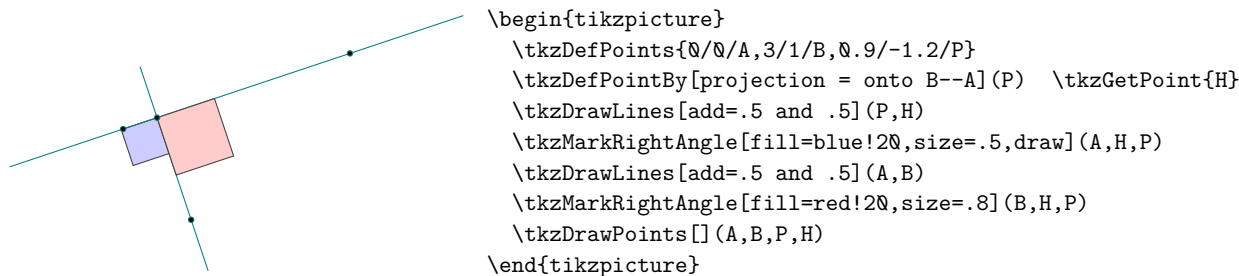 \begin{tikzpicture}
\tkzDefPoints{0/0/A,3/1/B,0.9/-1.2/P}
\tkzDefPointBy[projection = onto B--A](P) \tkzGetPoint{H}
\tkzDrawLines[add=.5 and .5](P,H)
\tkzMarkRightAngle[fill=blue!20,size=.5,draw](A,H,P)
\tkzDrawLines[add=.5 and .5](A,B)
\tkzMarkRightAngle[fill=red!20,size=.8](B,H,P)
\tkzDrawPoints[](A,B,P,H)
\end{tikzpicture}